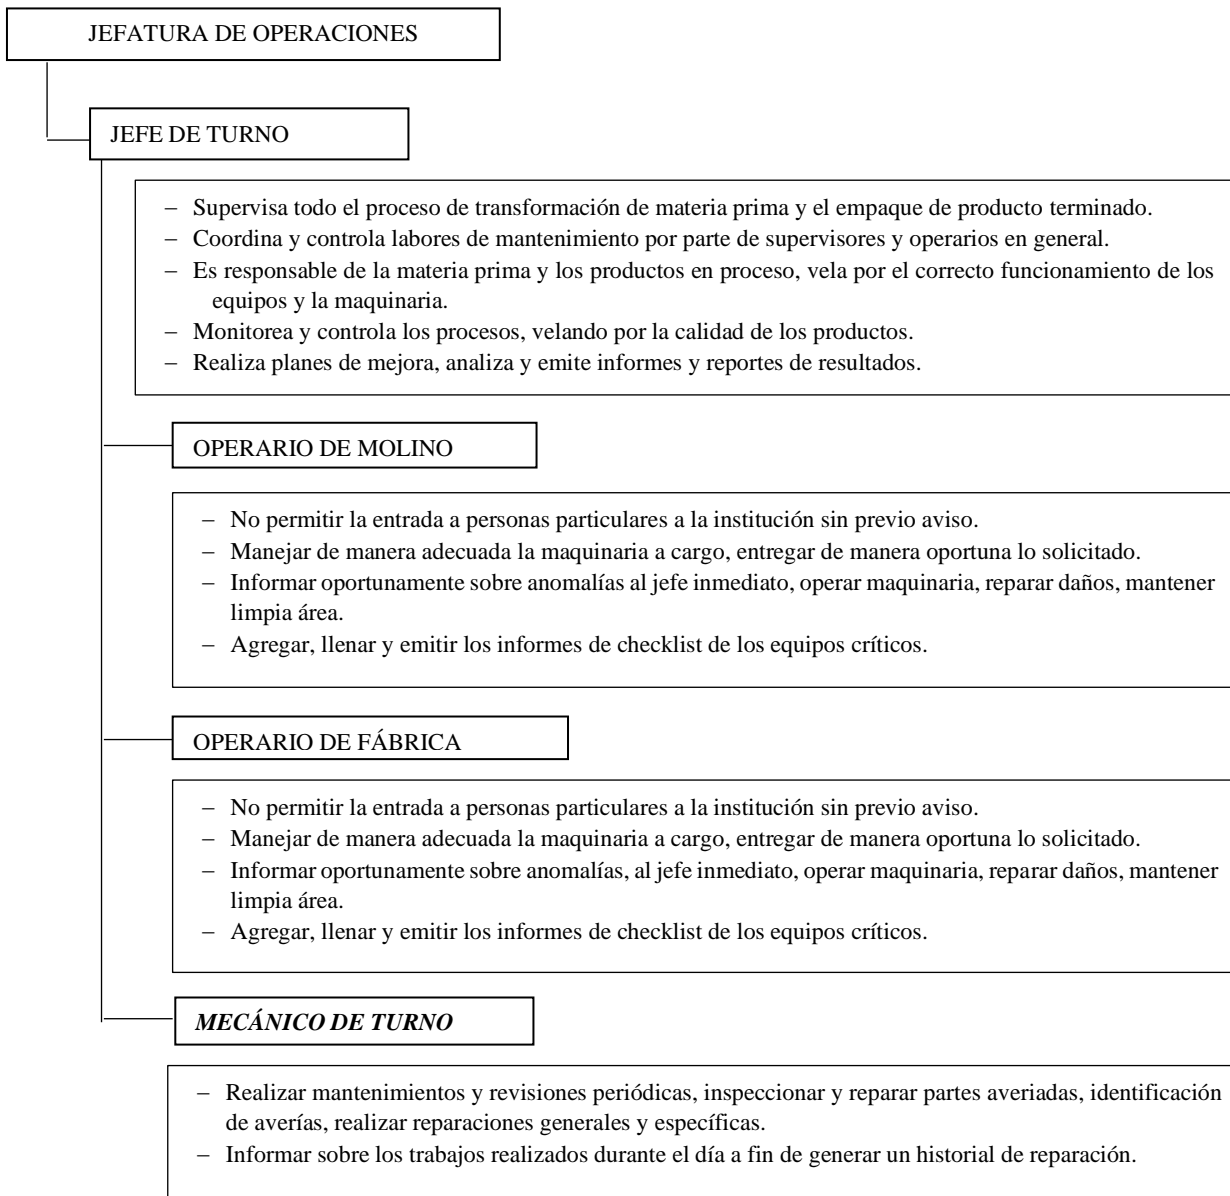 JEFATURA DE OPERACIONES
JEFE DE TURNO
– Supervisa todo el proceso de transformación de materia prima y el empaque de producto terminado.
– Coordina y controla labores de mantenimiento por parte de supervisores y operarios en general.
– Es responsable de la materia prima y los productos en proceso, vela por el correcto funcionamiento de los
equipos y la maquinaria.
– Monitorea y controla los procesos, velando por la calidad de los productos.
– Realiza planes de mejora, analiza y emite informes y reportes de resultados.
OPERARIO DE MOLINO
– No permitir la entrada a personas particulares a la institución sin previo aviso.
– Manejar de manera adecuada la maquinaria a cargo, entregar de manera oportuna lo solicitado.
– Informar oportunamente sobre anomalías al jefe inmediato, operar maquinaria, reparar daños, mantener
limpia área.
– Agregar, llenar y emitir los informes de checklist de los equipos críticos.
OPERARIO DE FÁBRICA
– No permitir la entrada a personas particulares a la institución sin previo aviso.
– Manejar de manera adecuada la maquinaria a cargo, entregar de manera oportuna lo solicitado.
– Informar oportunamente sobre anomalías, al jefe inmediato, operar maquinaria, reparar daños, mantener
limpia área.
– Agregar, llenar y emitir los informes de checklist de los equipos críticos.
MECÁNICO DE TURNO
– Realizar mantenimientos y revisiones periódicas, inspeccionar y reparar partes averiadas, identificación
de averías, realizar reparaciones generales y específicas.
– Informar sobre los trabajos realizados durante el día a fin de generar un historial de reparación.